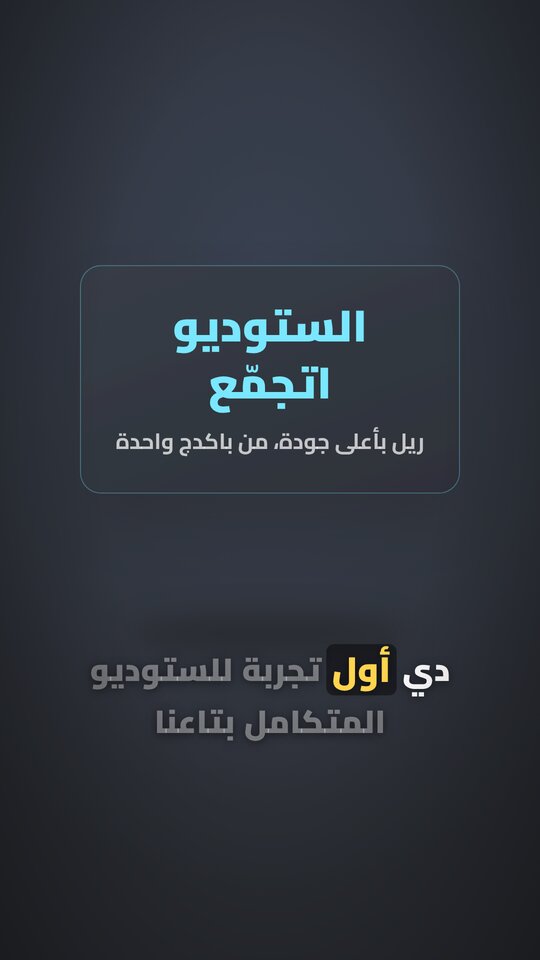 الستوديو
اتجمّع
ريل بأعلى جودة، من باكدج واحدة
دي أول تجربة للستوديو
المتكامل بتاعنا